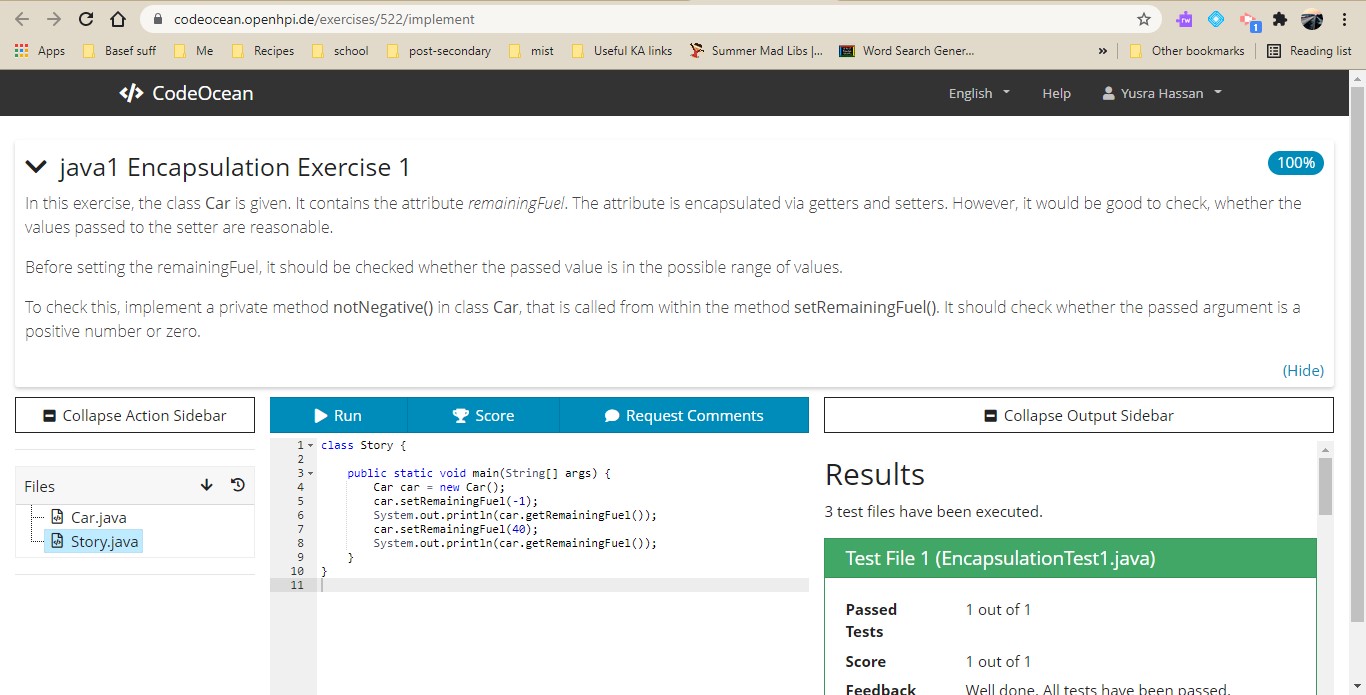 codeocean.openhpi.de/exercises/522/implement
1
Apps Basef suff Me Recipes school post-secondary mist Useful KA links Summer Mad Libs |... Word Search Gener... » Other bookmarks Reading list
</> CodeOcean English Help Yusra Hassan
java1 Encapsulation Exercise 1 100%
In this exercise, the class Car is given. It contains the attribute remainingFuel. The attribute is encapsulated via getters and setters. However, it would be good to check, whether the
values passed to the setter are reasonable.
Before setting the remainingFuel, it should be checked whether the passed value is in the possible range of values.
To check this, implement a private method notNegative() in class Car, that is called from within the method setRemainingFuel(). It should check whether the passed argument is a
positive number or zero.
(Hide)
Collapse Action Sidebar
Files
Car.java
Story.java
Run Score Request Comments
1 class Story {
2
3 public static void main(String[] args) {
4 Car car = new Car();
5 car.setRemainingFuel(-1);
6 System.out.println(car.getRemainingFuel());
7 car.setRemainingFuel(40);
8 System.out.println(car.getRemainingFuel());
9 }
10 }
11
Collapse Output Sidebar
Results
3 test files have been executed.
Test File 1 (EncapsulationTest1.java)
Passed 1 out of 1
Tests
Score 1 out of 1
Feedback Well done. All tests have been passed.